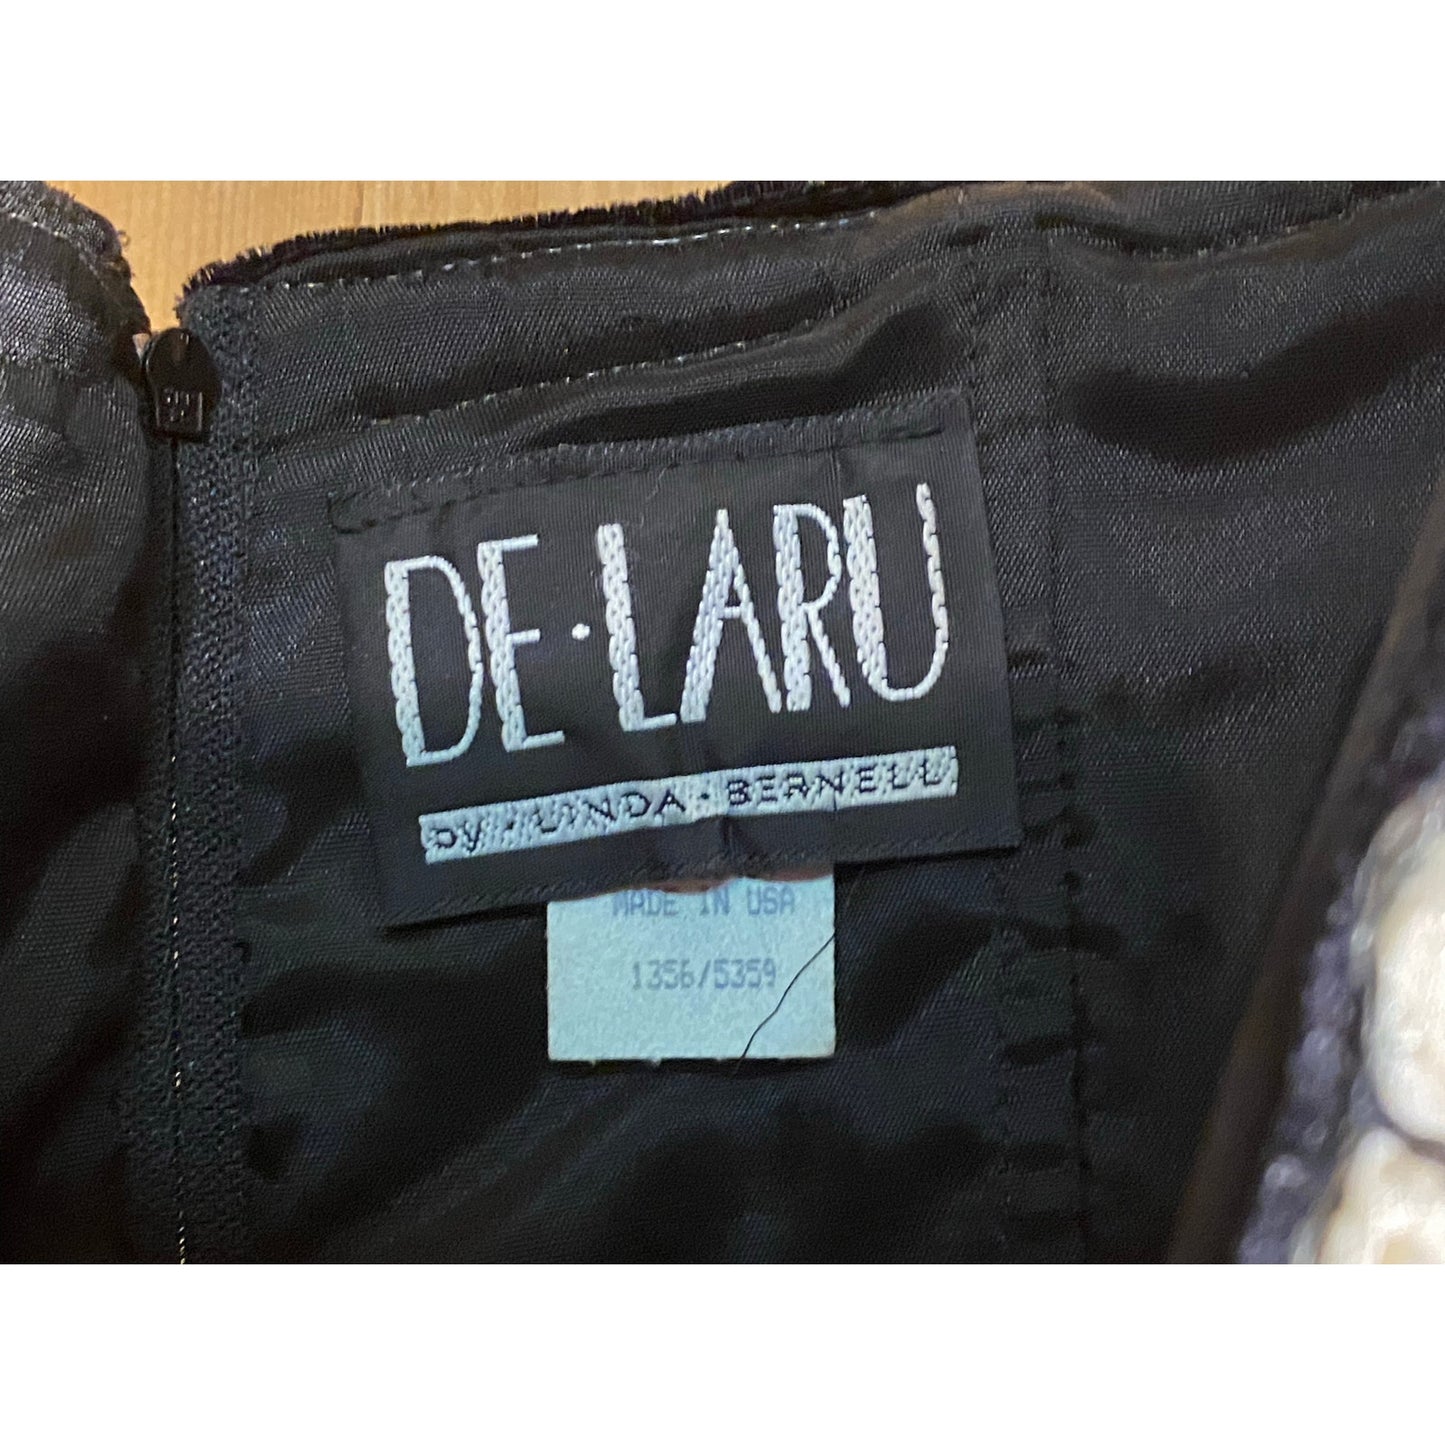 DE·LARU
by·LINDA·BERNELL
MADE IN USA
1356/5359